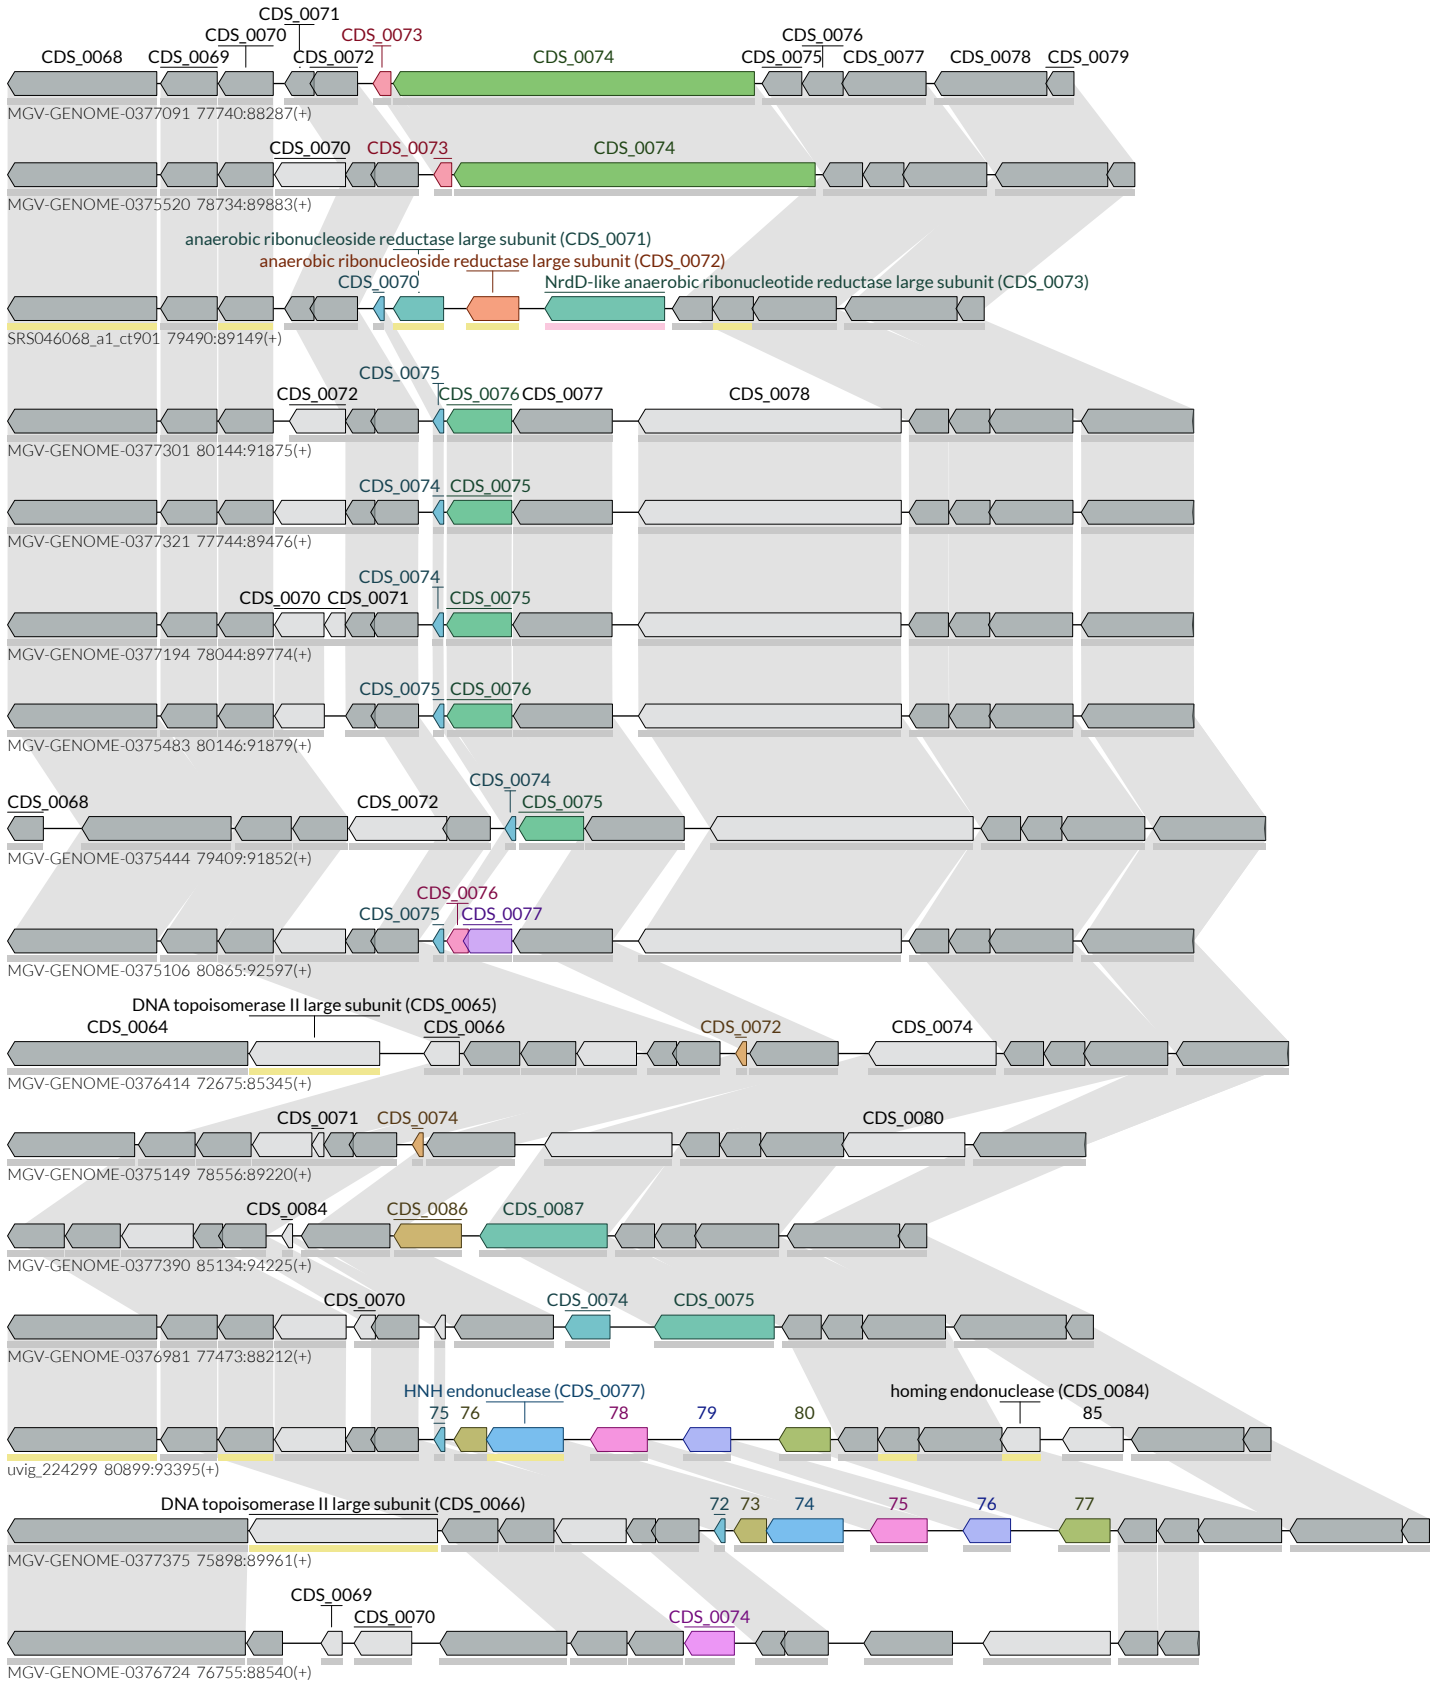 CDS_0071
CDS_0070 CDS_0073
CDS_0068 CDS_0069 CDS_0072 CDS_0074 CDS_0075 CDS_0076 CDS_0077 CDS_0078 CDS_0079
MGV-GENOME-0377091 77740:88287(+)
CDS_0070 CDS_0073 CDS_0074
MGV-GENOME-0375520 78734:89883(+)
anaerobic ribonucleoside reductase large subunit (CDS_0071)
anaerobic ribonucleoside reductase large subunit (CDS_0072)
CDS_0070 NrdD-like anaerobic ribonucleotide reductase large subunit (CDS_0073)
SRS046068_a1_ct901 79490:89149(+)
CDS_0075
CDS_0072 CDS_0076 CDS_0077 CDS_0078
MGV-GENOME-0377301 80144:91875(+)
CDS_0074 CDS_0075
MGV-GENOME-0377321 77744:89476(+)
CDS_0074
CDS_0070 CDS_0071 CDS_0075
MGV-GENOME-0377194 78044:89774(+)
CDS_0075 CDS_0076
MGV-GENOME-0375483 80146:91879(+)
CDS_0074
CDS_0068 CDS_0072 CDS_0075
MGV-GENOME-0375444 79409:91852(+)
CDS_0076
CDS_0075 CDS_0077
MGV-GENOME-0375106 80865:92597(+)
DNA topoisomerase II large subunit (CDS_0065)
CDS_0064 CDS_0066 CDS_0072 CDS_0074
MGV-GENOME-0376414 72675:85345(+)
CDS_0071 CDS_0074 CDS_0080
MGV-GENOME-0375149 78556:89220(+)
CDS_0084 CDS_0086 CDS_0087
MGV-GENOME-0377390 85134:94225(+)
CDS_0070 CDS_0074 CDS_0075
MGV-GENOME-0376981 77473:88212(+)
HNH endonuclease (CDS_0077) homing endonuclease (CDS_0084)
75 76 78 79 80 85
uvig_224299 80899:93395(+)
DNA topoisomerase II large subunit (CDS_0066) 72 73 74 75 76 77
MGV-GENOME-0377375 75898:89961(+)
CDS_0069
CDS_0070 CDS_0074
MGV-GENOME-0376724 76755:88540(+)